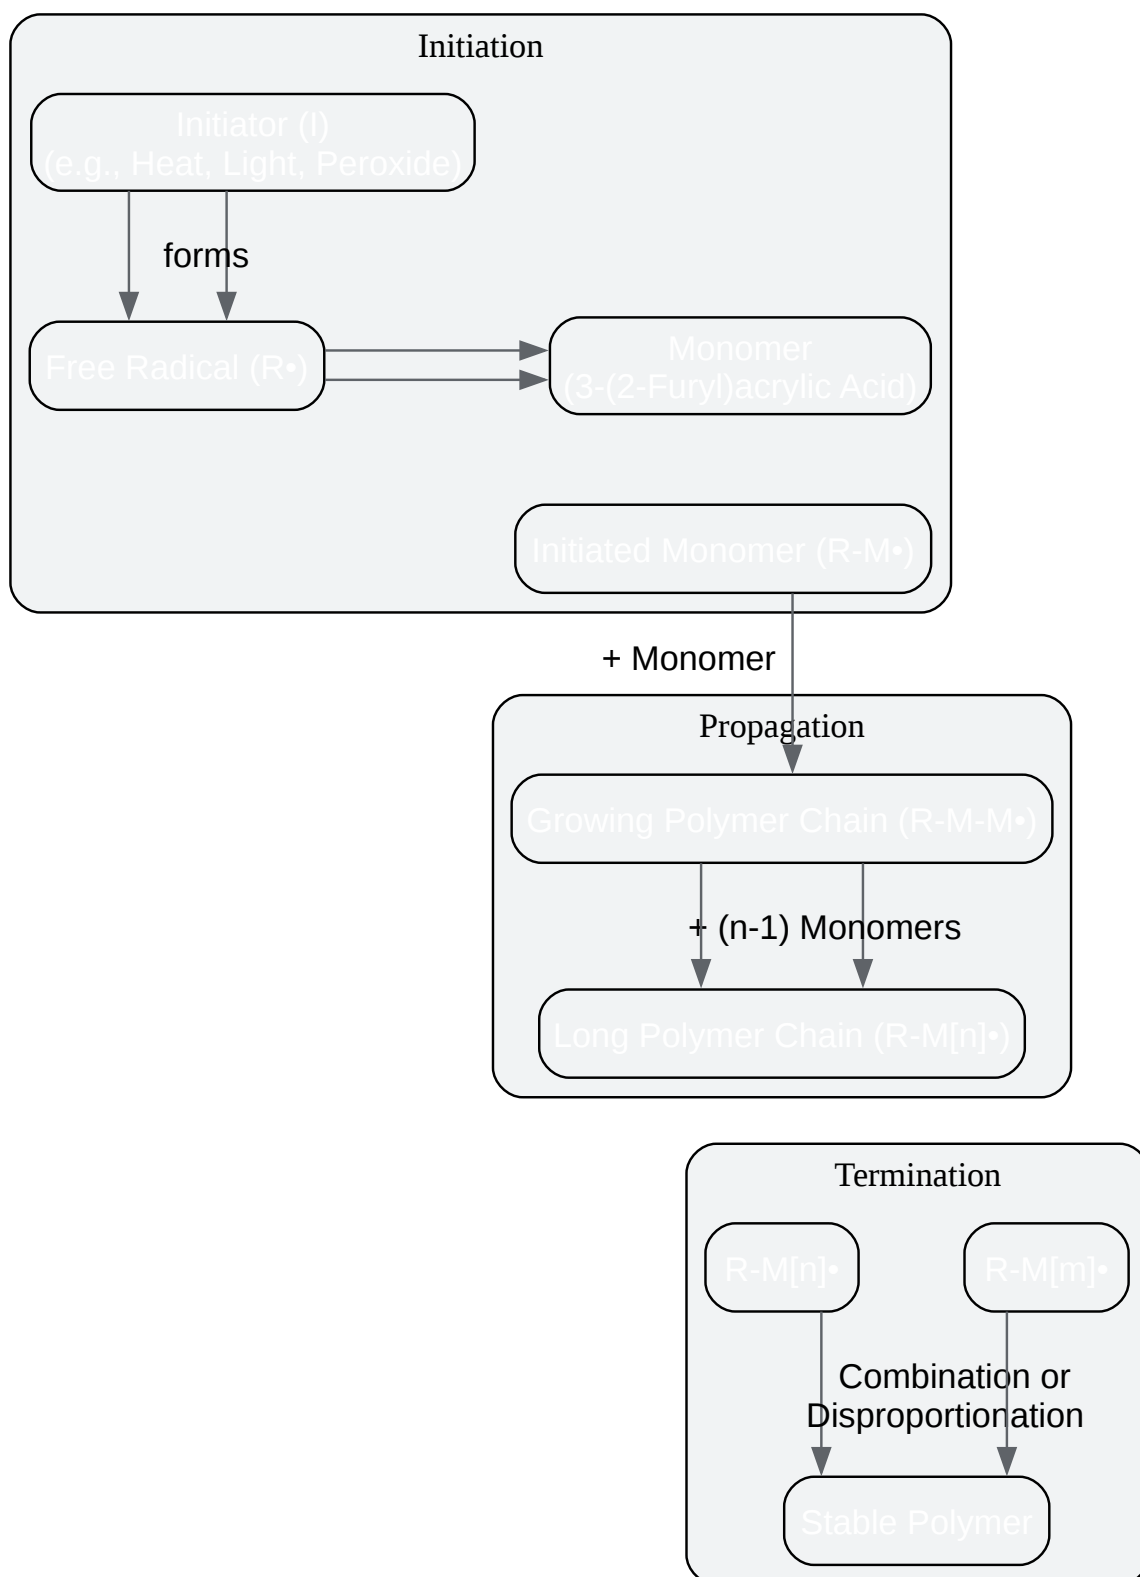 Initiation
Initiator (I)
(e.g., Heat, Light, Peroxide)
forms
Free Radical (R•)
Monomer
(3-(2-Furyl)acrylic Acid)
Initiated Monomer (R-M•)
+ Monomer
Propagation
Growing Polymer Chain (R-M-M•)
+ (n-1) Monomers
Long Polymer Chain (R-M[n]•)
Termination
R-M[n]•
R-M[m]•
Combination or
Disproportionation
Stable Polymer